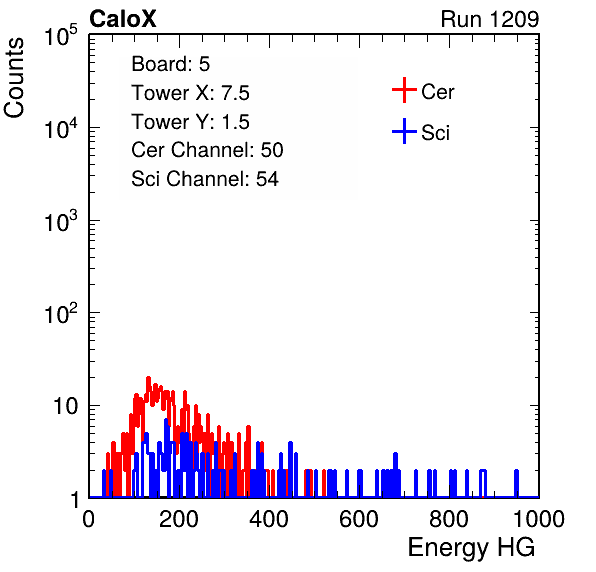 CaloX Run 1209
Counts
Board: 5
Tower X: 7.5
Tower Y: 1.5
Cer Channel: 50
Sci Channel: 54
Cer
Sci
10^5
10^4
10^3
10^2
10
1
0 200 400 600 800 1000
Energy HG